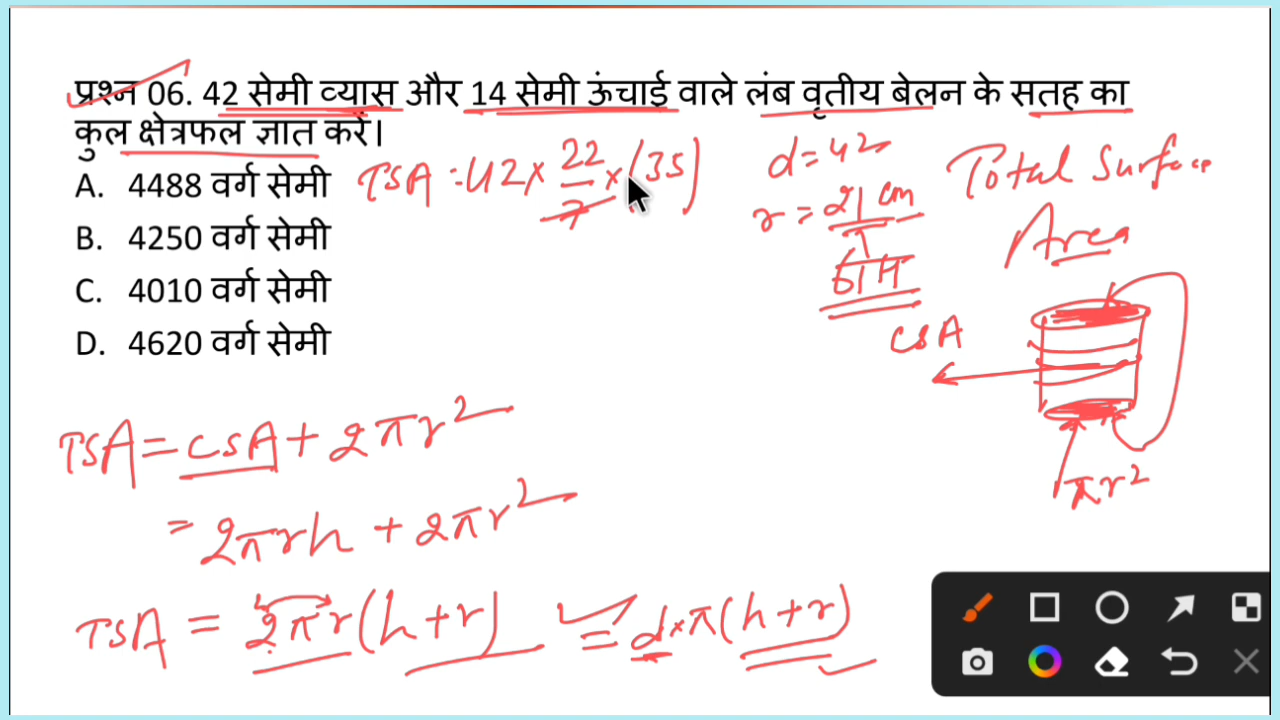 प्रश्न 06. 42 सेमी व्यास और 14 सेमी ऊंचाई वाले लंब वृतीय बेलन के सतह का
कुल क्षेत्रफल ज्ञात करें।
A. 4488 वर्ग सेमी
B. 4250 वर्ग सेमी
C. 4010 वर्ग सेमी
D. 4620 वर्ग सेमी
TSA = 42 × 22/7 × (35)
d = 42
r = 21 cm
Total Surface
Area
CSA
πr²
TSA = CSA + 2πr²
= 2πrh + 2πr²
TSA = 2πr(h+r) = d×π(h+r)